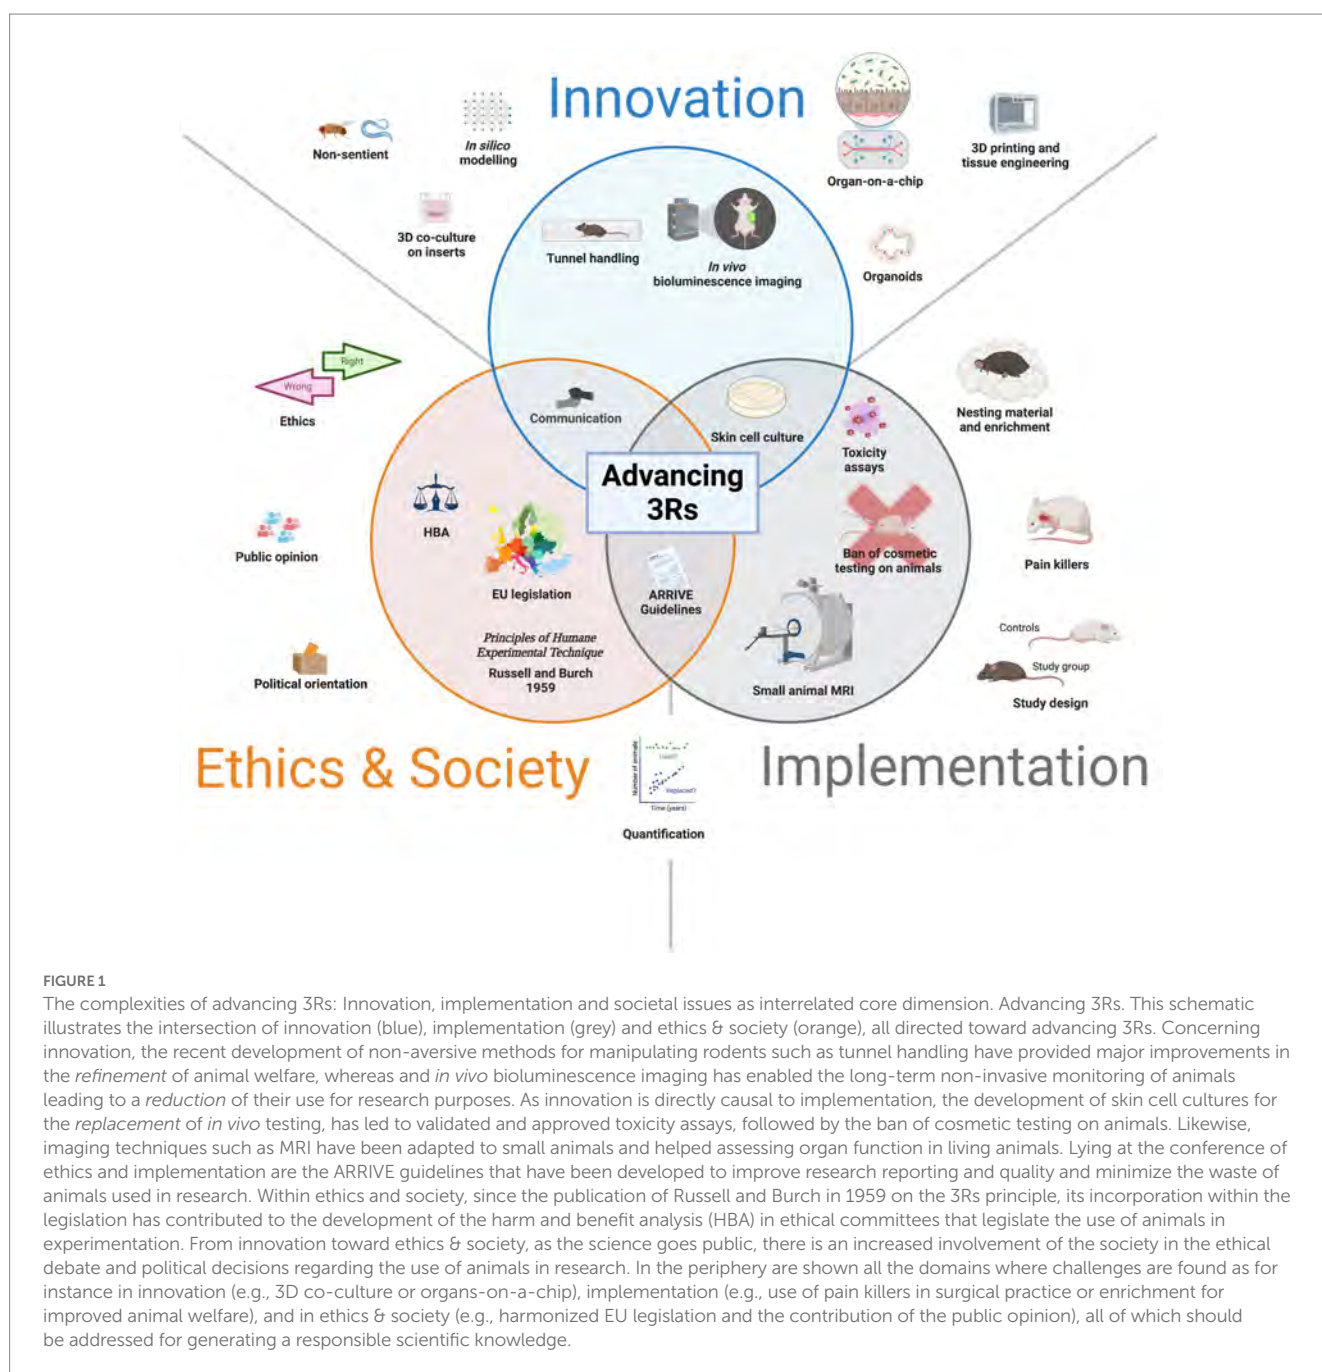 Innovation
Non-sentient
In silico
modelling
3D co-culture
on inserts
Tunnel handling
In vivo
bioluminescence imaging
Organ-on-a-chip
3D printing and
tissue engineering
Organoids
Right
Wrong
Ethics
Communication
Skin cell culture
Toxicity
assays
Nesting material
and enrichment
Advancing
3Rs
HBA
Public opinion
EU legislation
ARRIVE
Guidelines
Ban of cosmetic
testing on animals
Pain killers
Principles of Humane
Experimental Technique
Russell and Burch
1959
Political orientation
Small animal MRI
Controls
Study group
Study design
Ethics & Society
Implementation
Number of animals
Used?
Replaced?
Time (years)
Quantification
FIGURE 1
The complexities of advancing 3Rs: Innovation, implementation and societal issues as interrelated core dimension. Advancing 3Rs. This schematic
illustrates the intersection of innovation (blue), implementation (grey) and ethics & society (orange), all directed toward advancing 3Rs. Concerning
innovation, the recent development of non-aversive methods for manipulating rodents such as tunnel handling have provided major improvements in
the refinement of animal welfare, whereas and in vivo bioluminescence imaging has enabled the long-term non-invasive monitoring of animals
leading to a reduction of their use for research purposes. As innovation is directly causal to implementation, the development of skin cell cultures for
the replacement of in vivo testing, has led to validated and approved toxicity assays, followed by the ban of cosmetic testing on animals. Likewise,
imaging techniques such as MRI have been adapted to small animals and helped assessing organ function in living animals. Lying at the conference of
ethics and implementation are the ARRIVE guidelines that have been developed to improve research reporting and quality and minimize the waste of
animals used in research. Within ethics and society, since the publication of Russell and Burch in 1959 on the 3Rs principle, its incorporation within the
legislation has contributed to the development of the harm and benefit analysis (HBA) in ethical committees that legislate the use of animals in
experimentation. From innovation toward ethics & society, as the science goes public, there is an increased involvement of the society in the ethical
debate and political decisions regarding the use of animals in research. In the periphery are shown all the domains where challenges are found as for
instance in innovation (e.g., 3D co-culture or organs-on-a-chip), implementation (e.g., use of pain killers in surgical practice or enrichment for
improved animal welfare), and in ethics & society (e.g., harmonized EU legislation and the contribution of the public opinion), all of which should
be addressed for generating a responsible scientific knowledge.